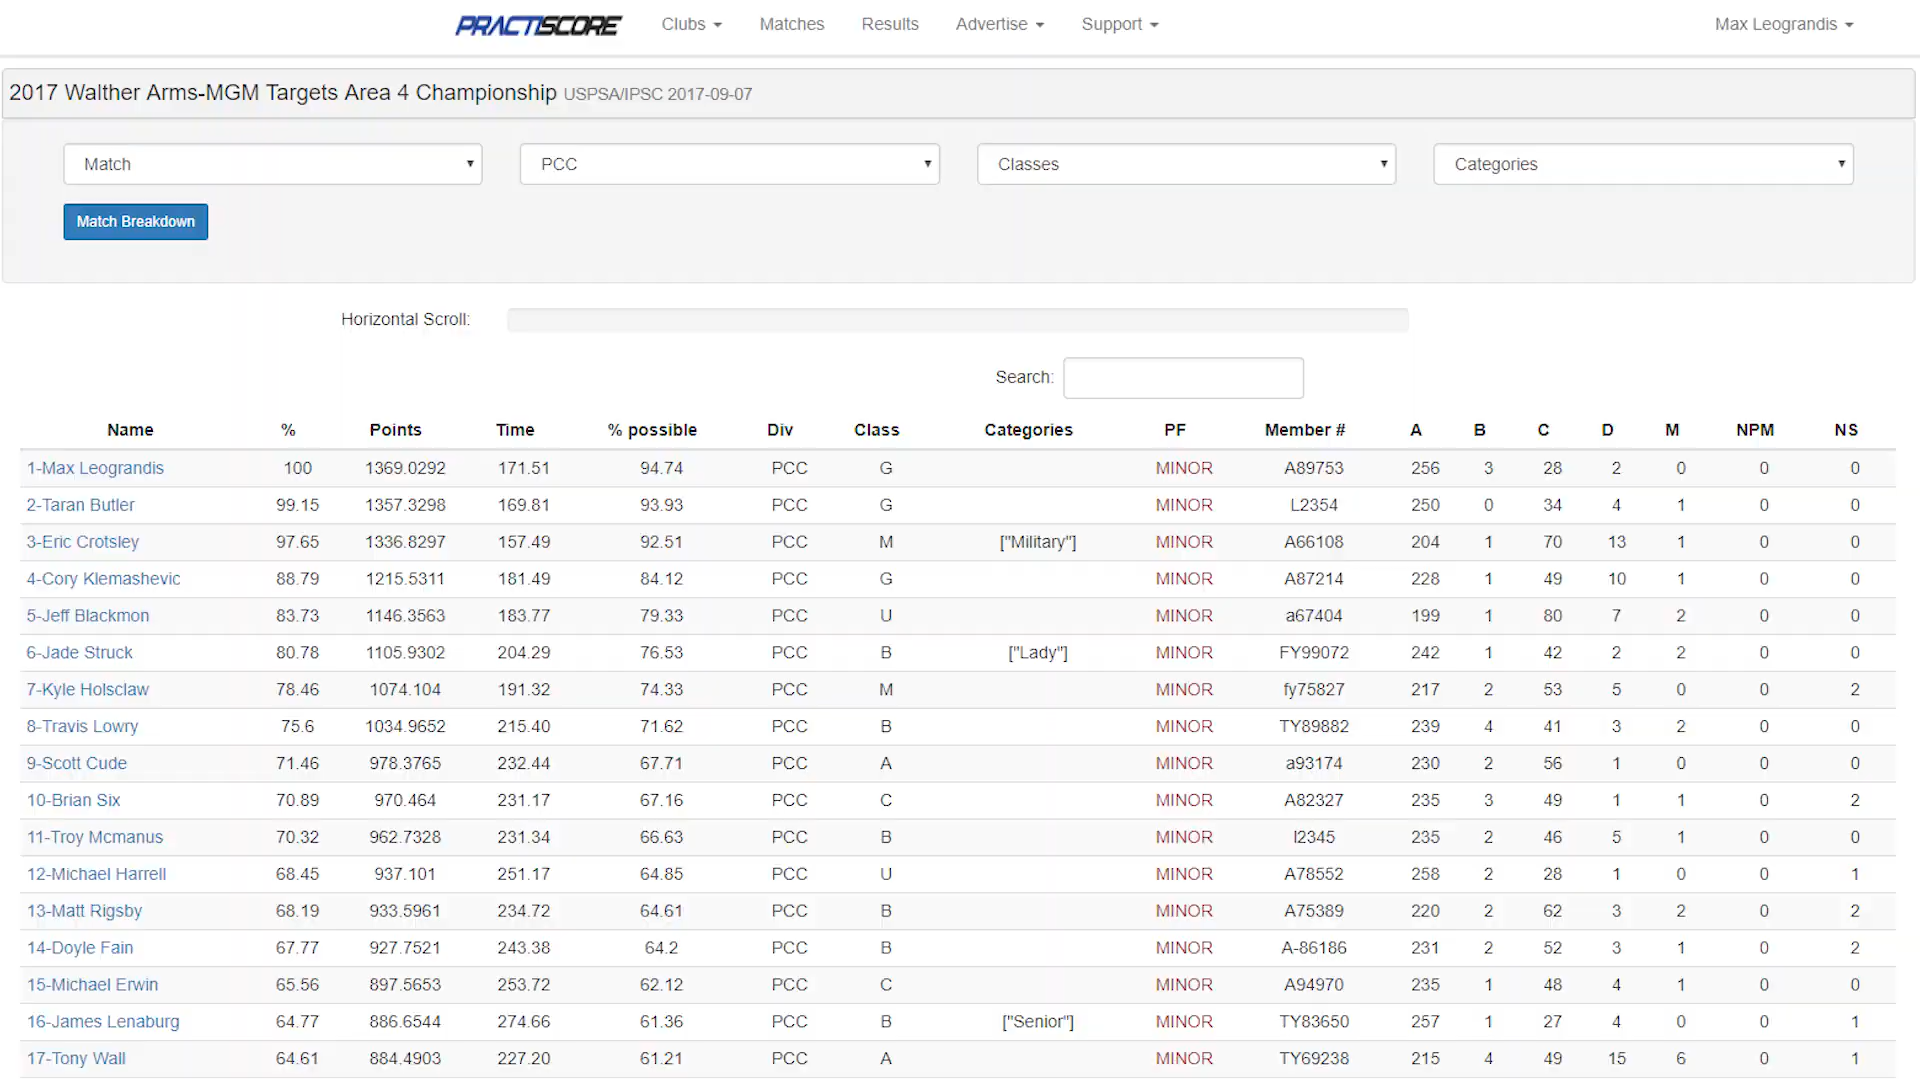 PRACTISCORE Clubs Matches Results Advertise Support Max Leograndis
2017 Walther Arms-MGM Targets Area 4 Championship USPSA/IPSC 2017-09-07
Match PCC Classes Categories
Match Breakdown
Horizontal Scroll:
Search:
Name % Points Time % possible Div Class Categories PF Member # A B C D M NPM NS
1-Max Leograndis 100 1369.0292 171.51 94.74 PCC G MINOR A89753 256 3 28 2 0 0 0
2-Taran Butler 99.15 1357.3298 169.81 93.93 PCC G MINOR L2354 250 0 34 4 1 0 0
3-Eric Crotsley 97.65 1336.8297 157.49 92.51 PCC M ["Military"] MINOR A66108 204 1 70 13 1 0 0
4-Cory Klemashevic 88.79 1215.5311 181.49 84.12 PCC G MINOR A87214 228 1 49 10 1 0 0
5-Jeff Blackmon 83.73 1146.3563 183.77 79.33 PCC U MINOR a67404 199 1 80 7 2 0 0
6-Jade Struck 80.78 1105.9302 204.29 76.53 PCC B ["Lady"] MINOR FY99072 242 1 42 2 2 0 0
7-Kyle Holsclaw 78.46 1074.104 191.32 74.33 PCC M MINOR fy75827 217 2 53 5 0 0 2
8-Travis Lowry 75.6 1034.9652 215.40 71.62 PCC B MINOR TY89882 239 4 41 3 2 0 0
9-Scott Cude 71.46 978.3765 232.44 67.71 PCC A MINOR a93174 230 2 56 1 0 0 0
10-Brian Six 70.89 970.464 231.17 67.16 PCC C MINOR A82327 235 3 49 1 1 0 2
11-Troy Mcmanus 70.32 962.7328 231.34 66.63 PCC B MINOR l2345 235 2 46 5 1 0 0
12-Michael Harrell 68.45 937.101 251.17 64.85 PCC U MINOR A78552 258 2 28 1 0 0 1
13-Matt Rigsby 68.19 933.5961 234.72 64.61 PCC B MINOR A75389 220 2 62 3 2 0 2
14-Doyle Fain 67.77 927.7521 243.38 64.2 PCC B MINOR A-86186 231 2 52 3 1 0 2
15-Michael Erwin 65.56 897.5653 253.72 62.12 PCC C MINOR A94970 235 1 48 4 1 0 0
16-James Lenaburg 64.77 886.6544 274.66 61.36 PCC B ["Senior"] MINOR TY83650 257 1 27 4 0 0 1
17-Tony Wall 64.61 884.4903 227.20 61.21 PCC A MINOR TY69238 215 4 49 15 6 0 1